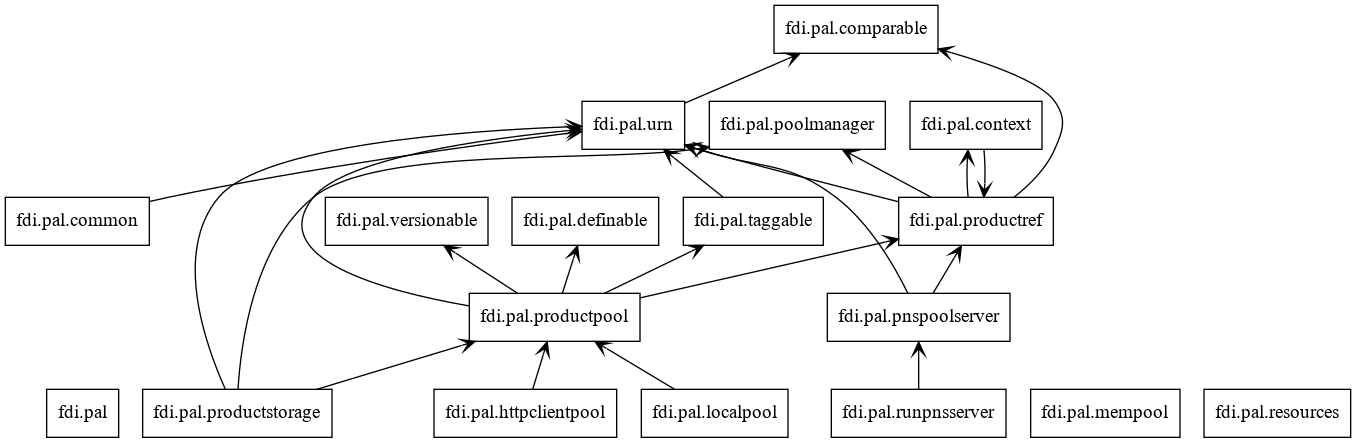 fdi.pal.comparable
fdi.pal.urn
fdi.pal.poolmanager
fdi.pal.context
fdi.pal.common
fdi.pal.versionable
fdi.pal.definable
fdi.pal.taggable
fdi.pal.productref
fdi.pal.productpool
fdi.pal.pnspoolserver
fdi.pal
fdi.pal.productstorage
fdi.pal.httpclientpool
fdi.pal.localpool
fdi.pal.runpnsserver
fdi.pal.mempool
fdi.pal.resources